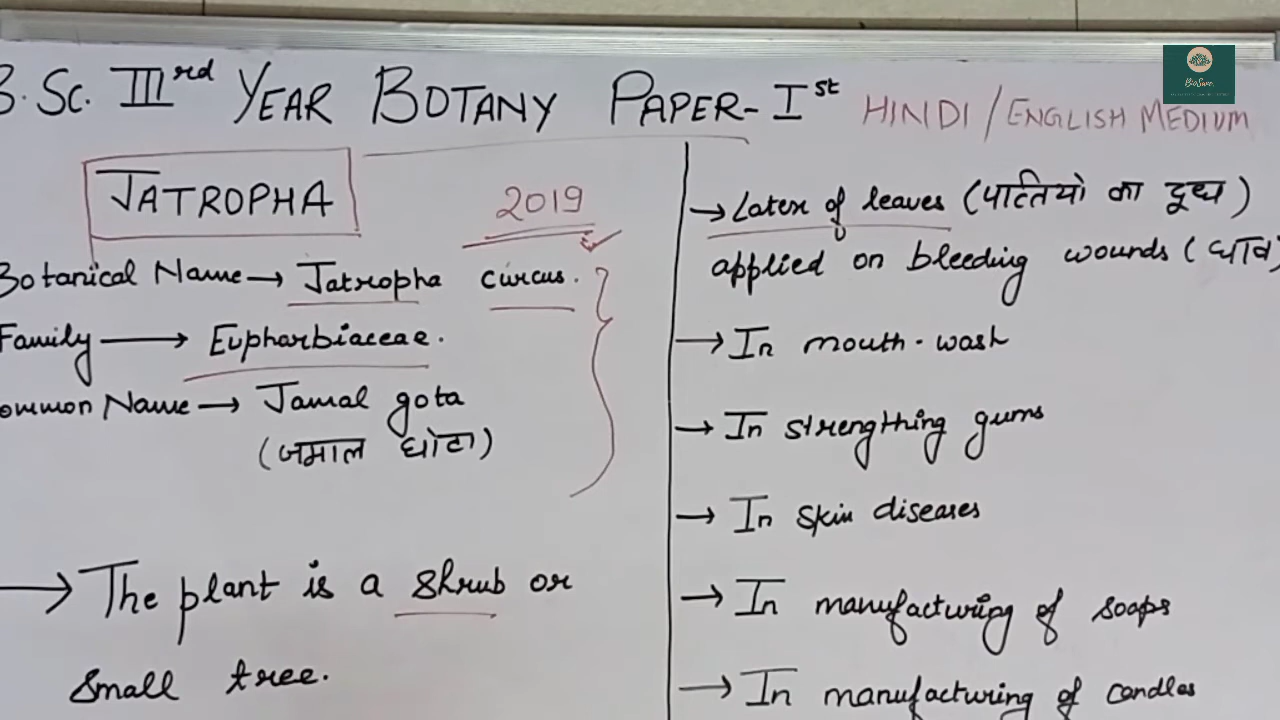 B.Sc. IIIrd YEAR BOTANY PAPER-Ist HINDI/ENGLISH MEDIUM
BioSure
JATROPHA
2019
Botanical Name → Jatropha curcus.
Family → Eupharbiaceae.
ommon Name → Jamal gota
(जमाल घोटा)
→ The plant is a shrub or
small tree.
→ Latex of leaves (पत्तियो का दूध)
applied on bleeding wounds (घाव)
→ In mouth-wash
→ In strengthing gums
→ In skin diseases
→ In manufacturing of soaps
→ In manufacturing of candles